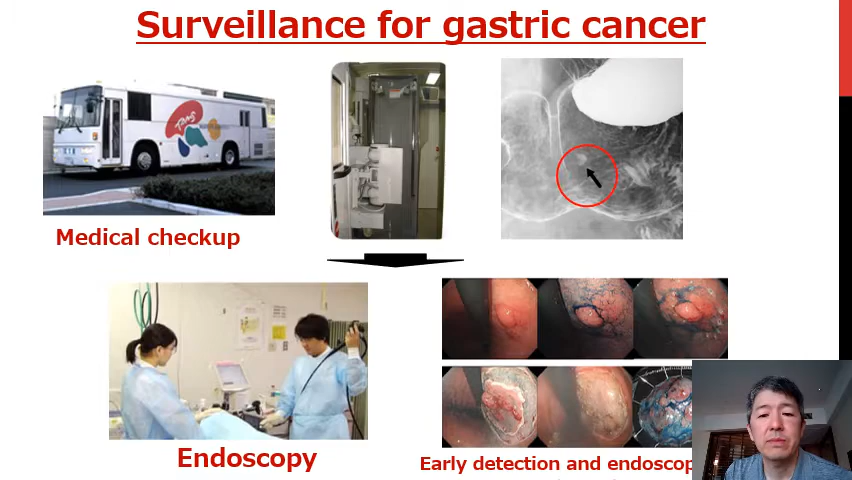 Surveillance for gastric cancer
Medical checkup
Endoscopy
Early detection and endoscop